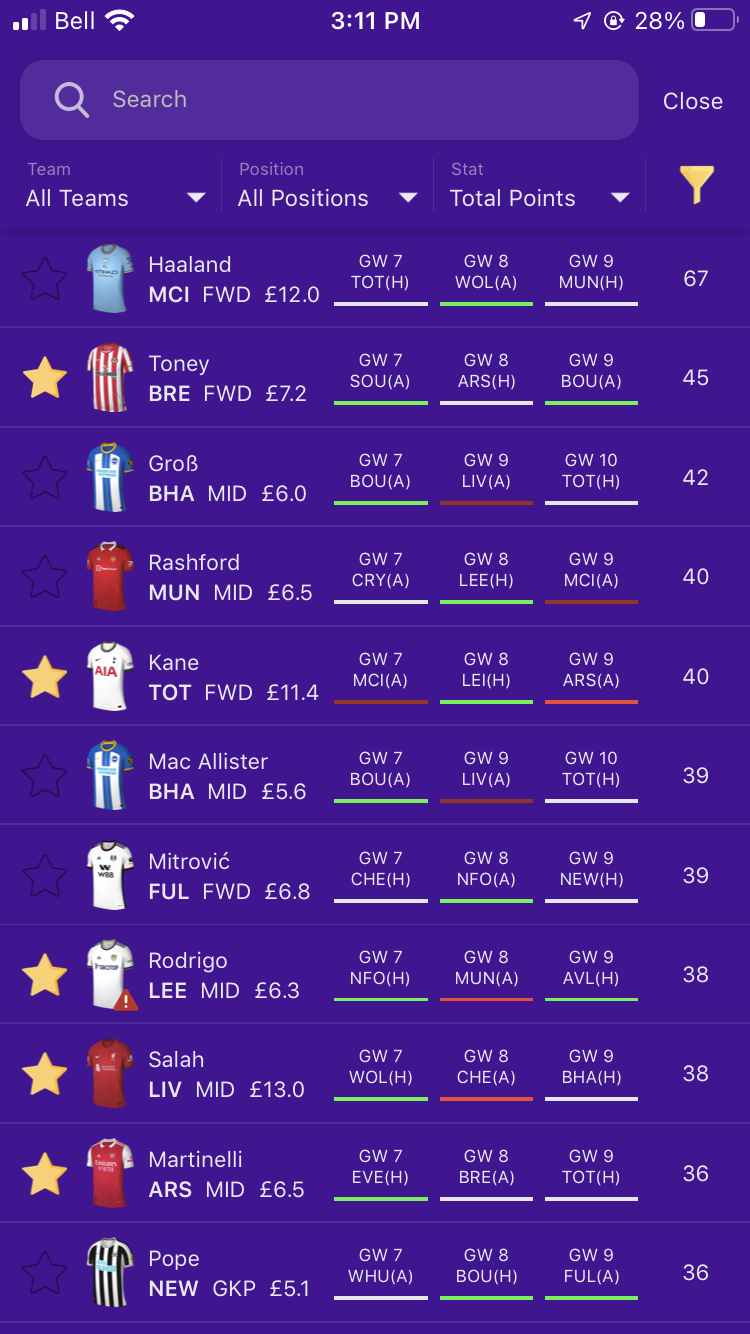 Bell 3:11 PM 28%
Search Close
Team Position Stat
All Teams All Positions Total Points
Haaland GW 7 GW 8 GW 9 67
MCI FWD £12.0 TOT(H) WOL(A) MUN(H)
Toney GW 7 GW 8 GW 9 45
BRE FWD £7.2 SOU(A) ARS(H) BOU(A)
Groß GW 7 GW 9 GW 10 42
BHA MID £6.0 BOU(A) LIV(A) TOT(H)
Rashford GW 7 GW 8 GW 9 40
MUN MID £6.5 CRY(A) LEE(H) MCI(A)
Kane GW 7 GW 8 GW 9 40
AIA
TOT FWD £11.4 MCI(A) LEI(H) ARS(A)
Mac Allister GW 7 GW 9 GW 10 39
BHA MID £5.6 BOU(A) LIV(A) TOT(H)
Mitrović GW 7 GW 8 GW 9 39
W88
FUL FWD £6.8 CHE(H) NFO(A) NEW(H)
Rodrigo GW 7 GW 8 GW 9 38
SBOTOP
LEE MID £6.3 NFO(H) MUN(A) AVL(H)
Salah GW 7 GW 8 GW 9 38
LIV MID £13.0 WOL(H) CHE(A) BHA(H)
Martinelli GW 7 GW 8 GW 9 36
ARS MID £6.5 EVE(H) BRE(A) TOT(H)
Pope GW 7 GW 8 GW 9 36
NEW GKP £5.1 WHU(A) BOU(H) FUL(A)